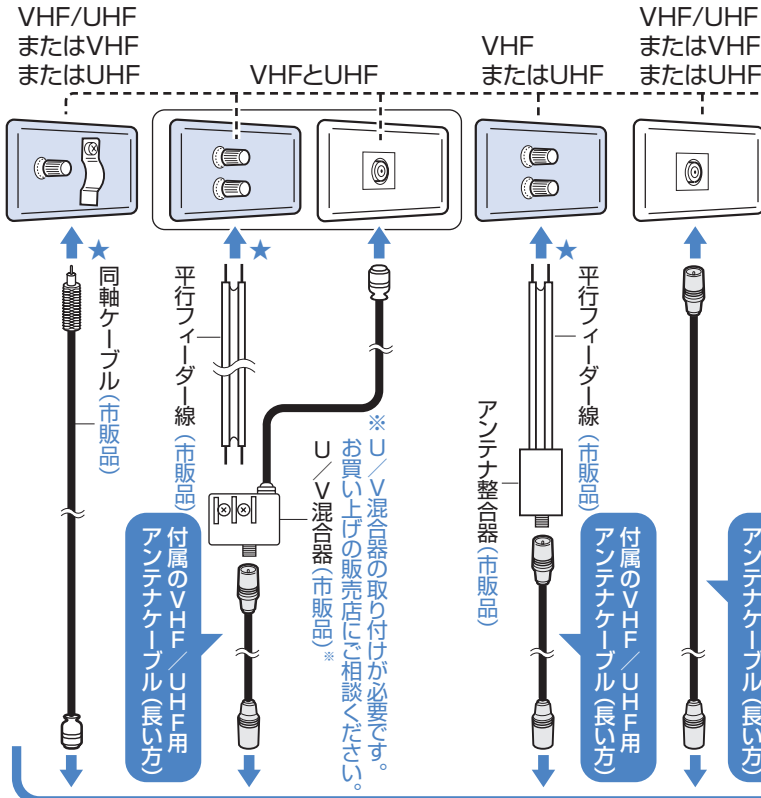 VHF/UHF
またはVHF
またはUHF
VHFとUHF
VHF
またはUHF
VHF/UHF
またはVHF
またはUHF
★
★
★
同軸ケーブル(市販品)
平行フィーダー線(市販品)
付属のVHF/UHF用
アンテナケーブル(長い方)
※U/V混合器の取り付けが必要です。
お買い上げの販売店にご相談ください。
U/V混合器(市販品)※
平行フィーダー線(市販品)
アンテナ整合器(市販品)
付属のVHF/UHF用
アンテナケーブル(長い方)
アンテナケーブル(長い方)